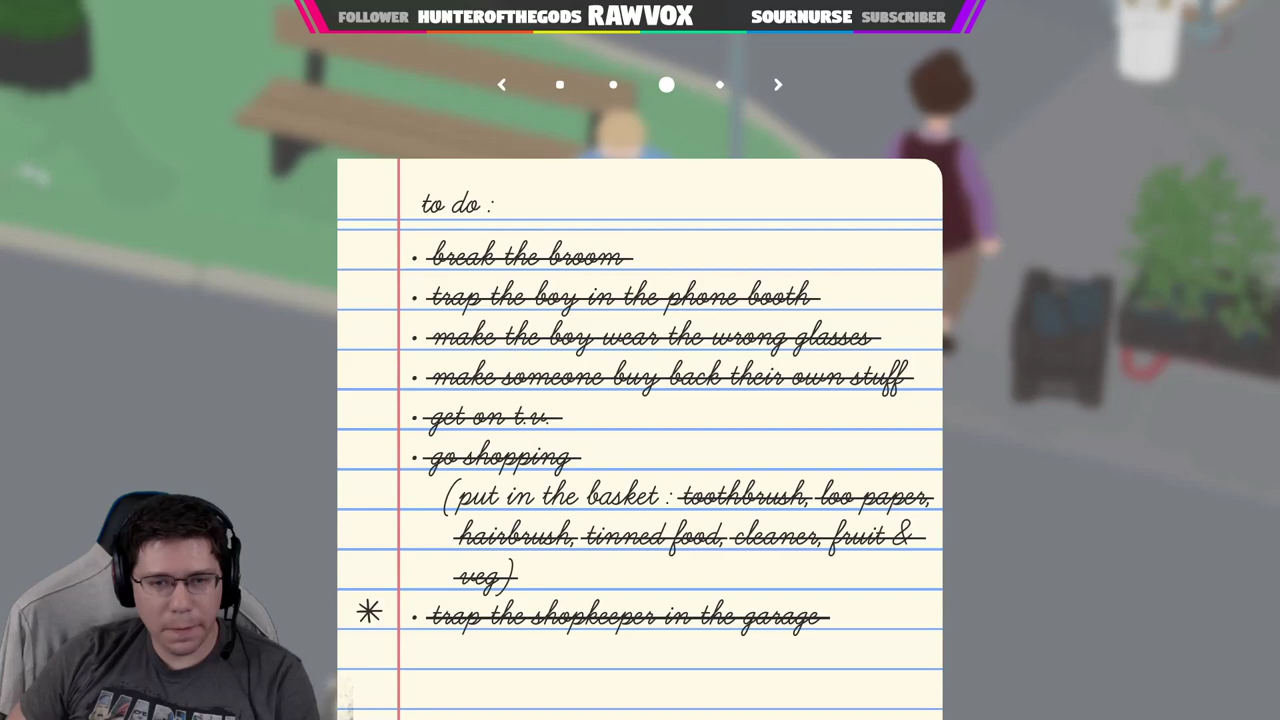 FOLLOWER HUNTEROFTHEGODS RAWVOX SOURNURSE SUBSCRIBER
to do :
• break the broom
• trap the boy in the phone booth
• make the boy wear the wrong glasses
• make someone buy back their own stuff
• get on t.v.
• go shopping
(put in the basket : toothbrush, loo paper,
hairbrush, tinned food, cleaner, fruit &
veg)
• trap the shopkeeper in the garage